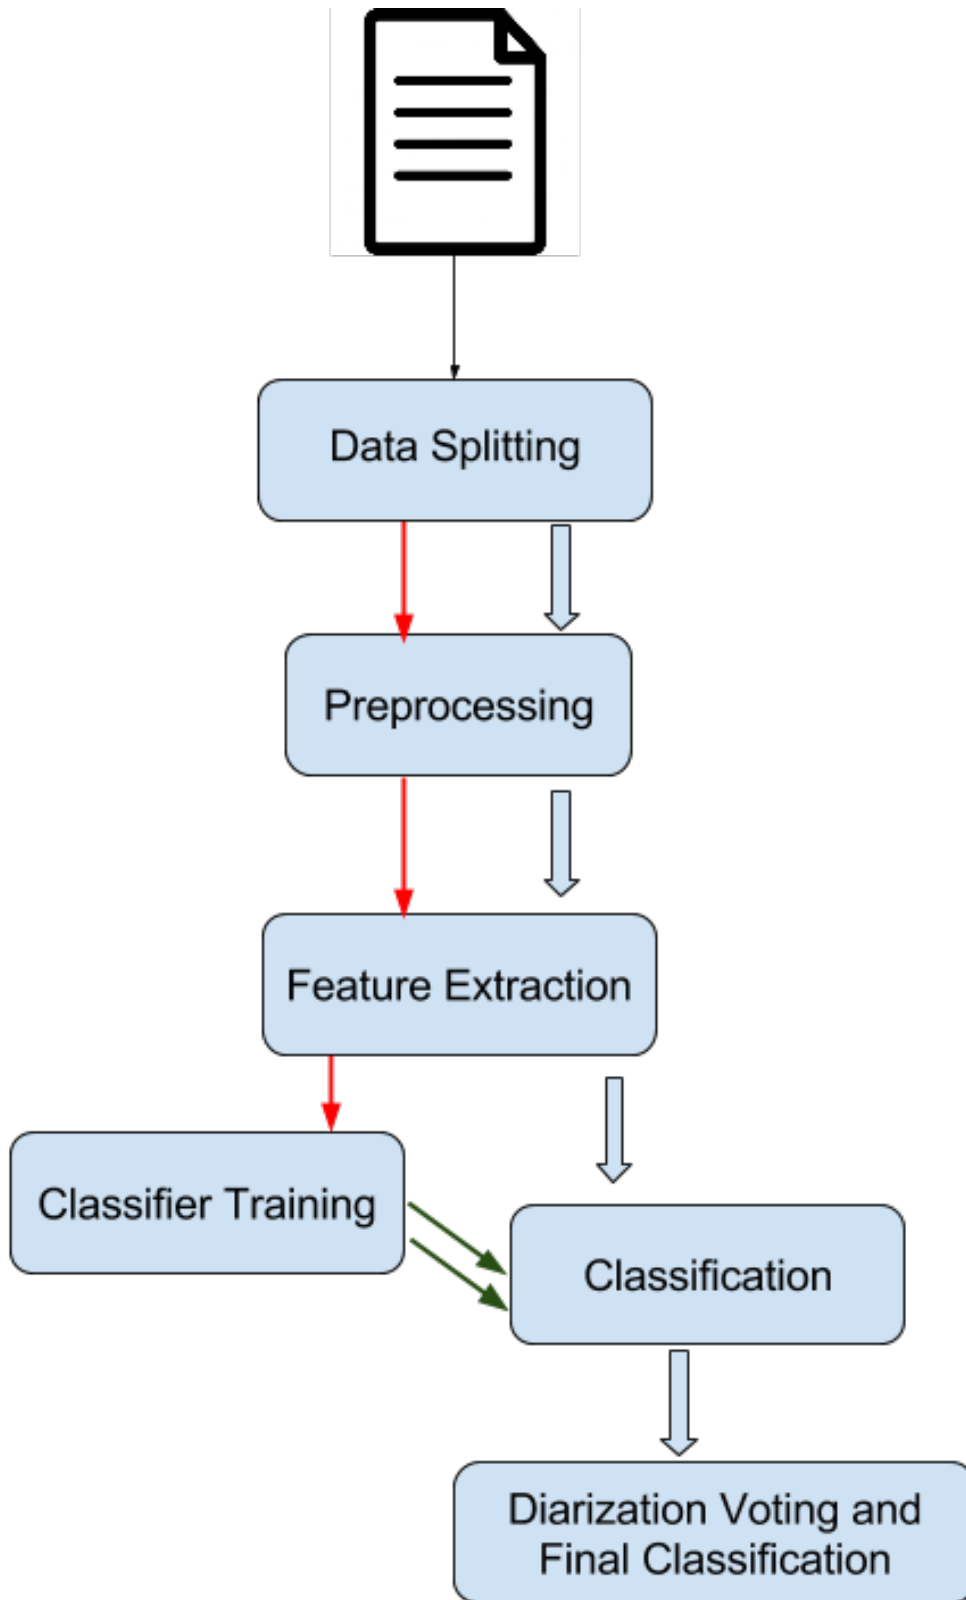 Data Splitting
Preprocessing
Feature Extraction
Classifier Training
Classification
Diarization Voting and
Final Classification